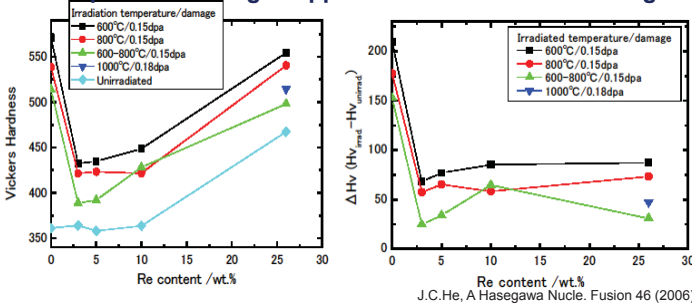 Irradiation temperature/damage
600℃/0.15dpa
800℃/0.15dpa
600-800℃/0.15dpa
1000℃/0.18dpa
Unirradiated
Vickers Hardness
550
500
450
400
350
0 5 10 15 20 25 30
Re content /wt.%
Irradiated temperature/damage
600℃/0.15dpa
800℃/0.15dpa
600-800℃/0.15dpa
1000℃/0.18dpa
Δ Hv (Hvirrad.-Hvunirrad.)
200
150
100
50
0
0 5 10 15 20 25 30
Re content /wt.%
J.C.He, A Hasegawa Nucle. Fusion 46 (2006)